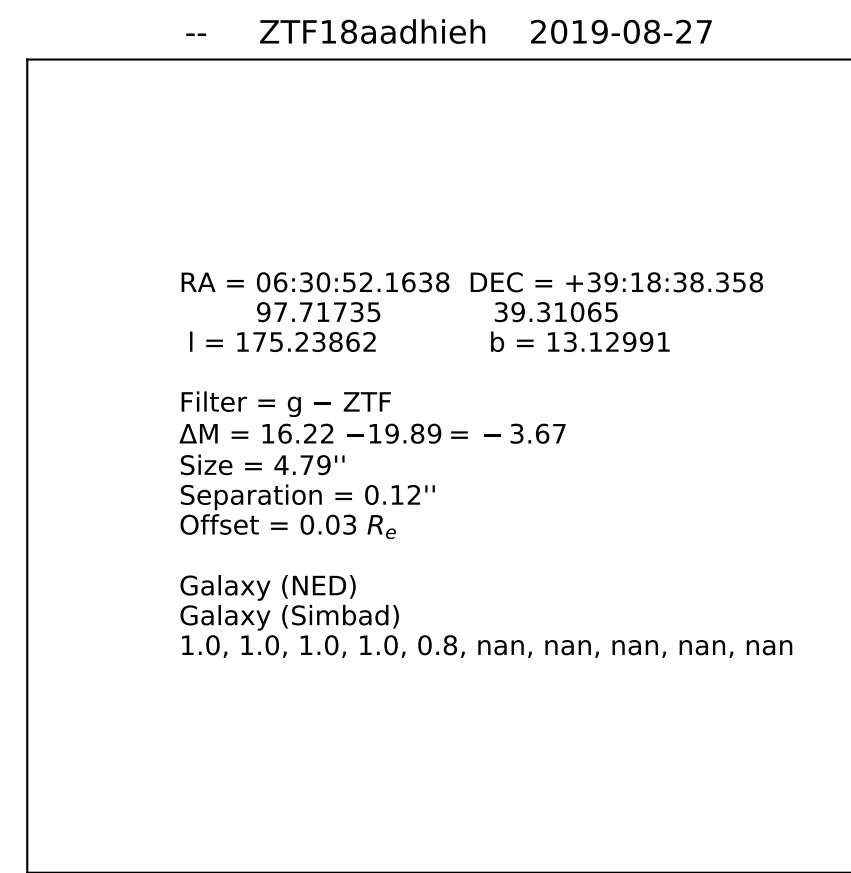 -- ZTF18aadhieh 2019-08-27
RA = 06:30:52.1638 DEC = +39:18:38.358
97.71735 39.31065
l = 175.23862 b = 13.12991
Filter = g − ZTF
ΔM = 16.22 −19.89 = − 3.67
Size = 4.79''
Separation = 0.12''
Offset = 0.03 Re
Galaxy (NED)
Galaxy (Simbad)
1.0, 1.0, 1.0, 1.0, 0.8, nan, nan, nan, nan, nan